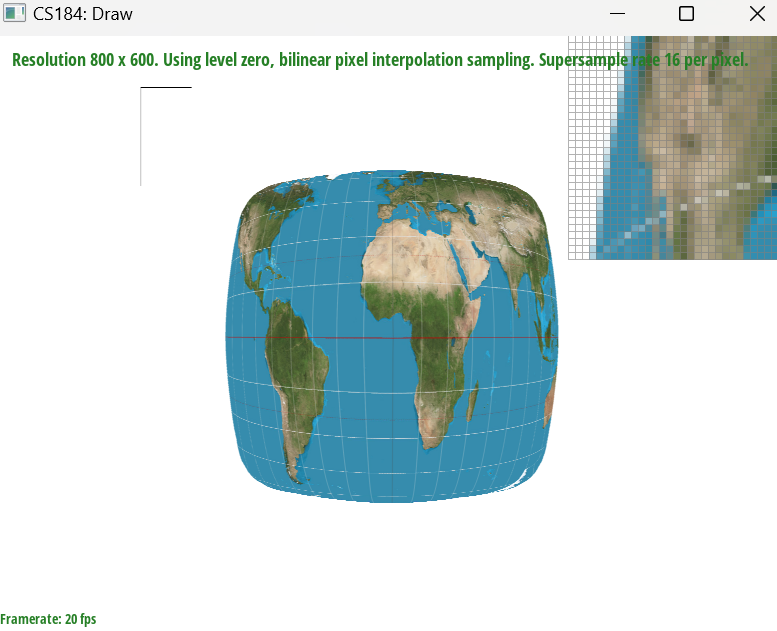 CS184: Draw
Resolution 800 x 600. Using level zero, bilinear pixel interpolation sampling. Supersample rate 16 per pixel.
Framerate: 20 fps